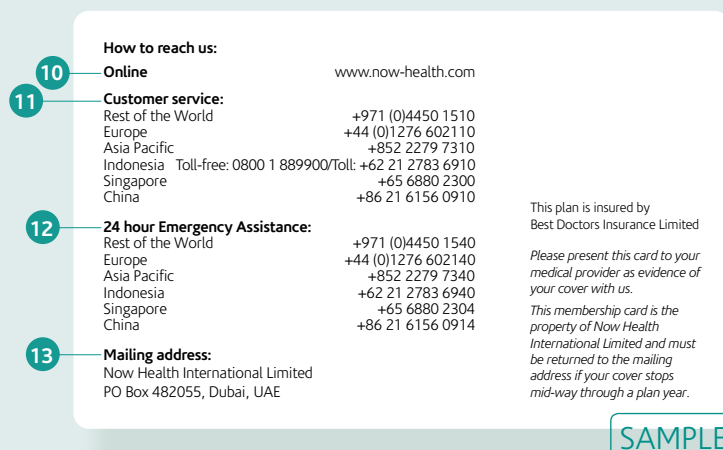 How to reach us:
10 Online www.now-health.com
11 Customer service:
Rest of the World +971 (0)4450 1510
Europe +44 (0)1276 602110
Asia Pacific +852 2279 7310
Indonesia Toll-free: 0800 1 889900/Toll: +62 21 2783 6910
Singapore +65 6880 2300
China +86 21 6156 0910
12 24 hour Emergency Assistance:
Rest of the World +971 (0)4450 1540
Europe +44 (0)1276 602140
Asia Pacific +852 2279 7340
Indonesia +62 21 2783 6940
Singapore +65 6880 2304
China +86 21 6156 0914
13 Mailing address:
Now Health International Limited
PO Box 482055, Dubai, UAE
This plan is insured by
Best Doctors Insurance Limited
Please present this card to your
medical provider as evidence of
your cover with us.
This membership card is the
property of Now Health
International Limited and must
be returned to the mailing
address if your cover stops
mid-way through a plan year.
SAMPLE